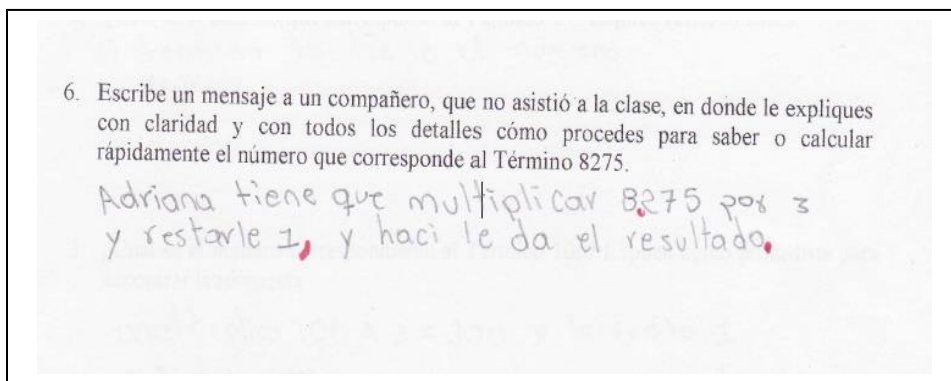 6. Escribe un mensaje a un compañero, que no asistió a la clase, en donde le expliques
con claridad y con todos los detalles cómo procedes para saber o calcular
rápidamente el número que corresponde al Término 8275.
Adriana tiene que multiplicar 8.275 por 3
y restarle 1, y haci le da el resultado.